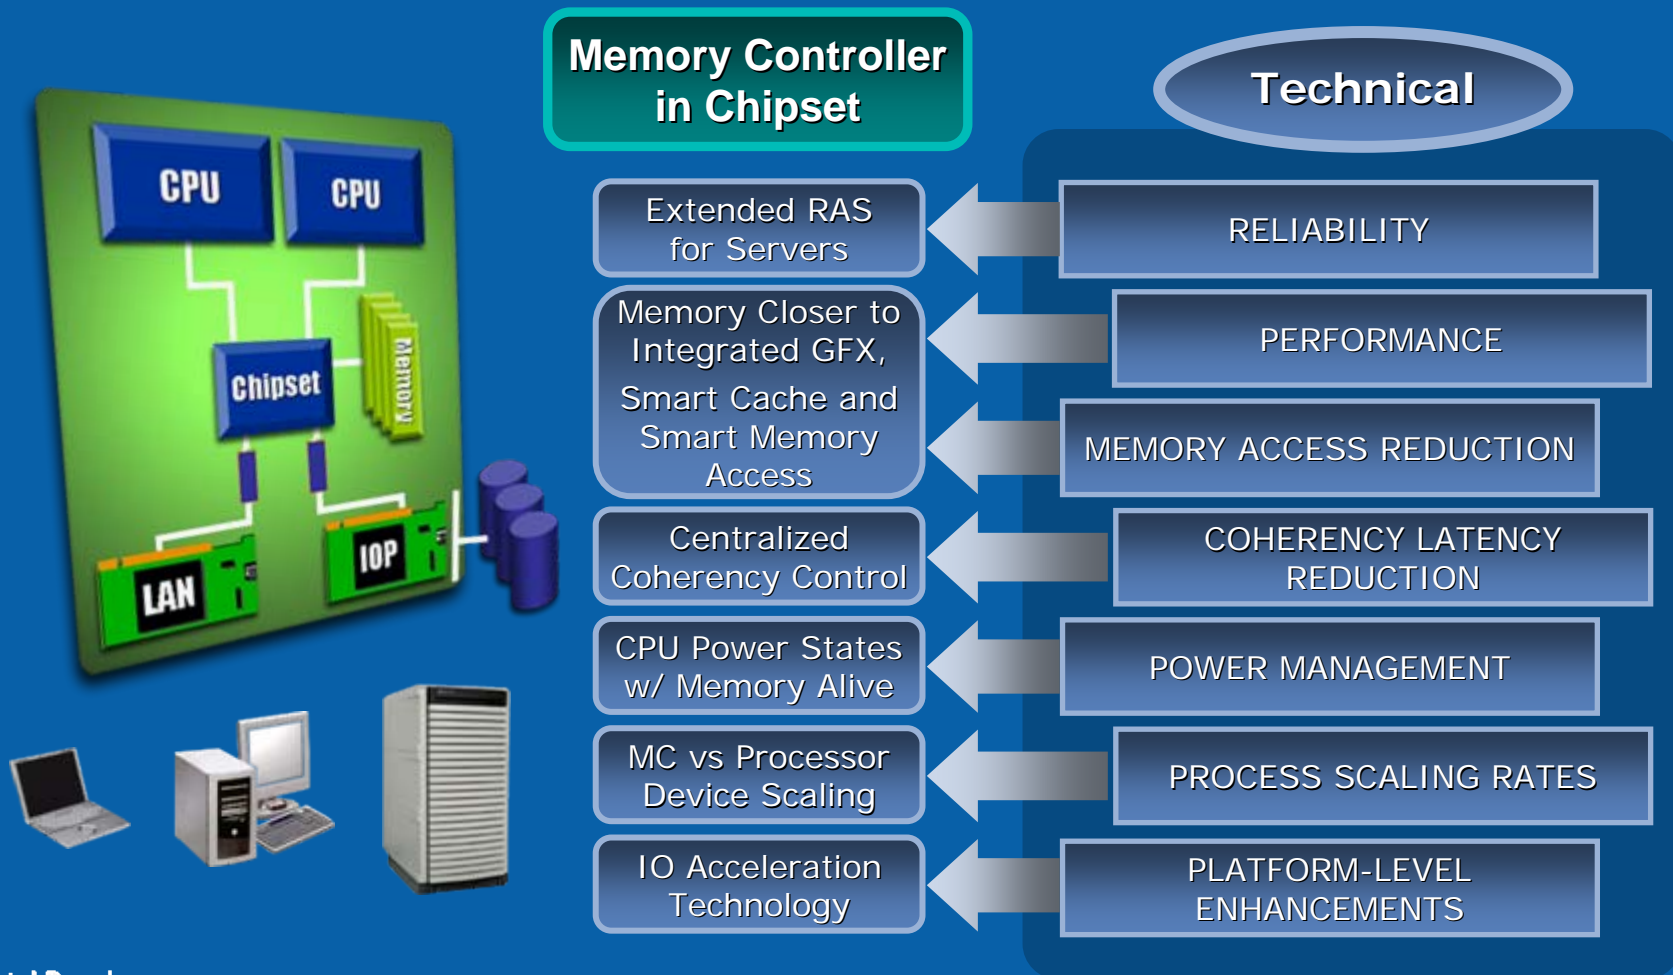 Memory Controller
in Chipset
Technical
CPU
CPU
Chipset
Memory
LAN
IOP
Extended RAS
for Servers
RELIABILITY
Memory Closer to
Integrated GFX,
Smart Cache and
Smart Memory
Access
PERFORMANCE
MEMORY ACCESS REDUCTION
Centralized
Coherency Control
COHERENCY LATENCY
REDUCTION
CPU Power States
w/ Memory Alive
POWER MANAGEMENT
MC vs Processor
Device Scaling
PROCESS SCALING RATES
IO Acceleration
Technology
PLATFORM-LEVEL
ENHANCEMENTS